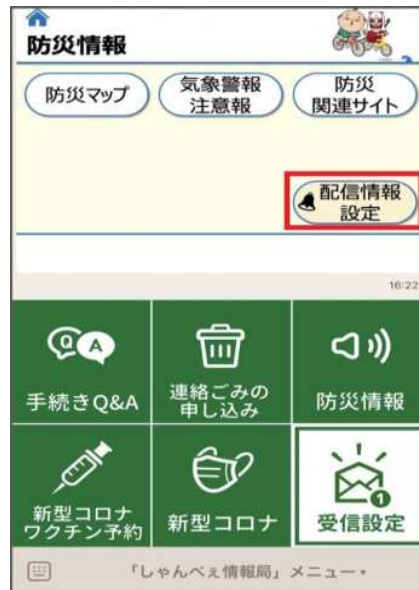 防災情報
防災マップ
気象警報
注意報
防災
関連サイト
配信情報
設定
16:22
Q A
手続きQ&A
連絡ごみの
申し込み
防災情報
新型コロナ
ワクチン予約
新型コロナ
1
受信設定
「しゃんべぇ情報局」メニュー▾